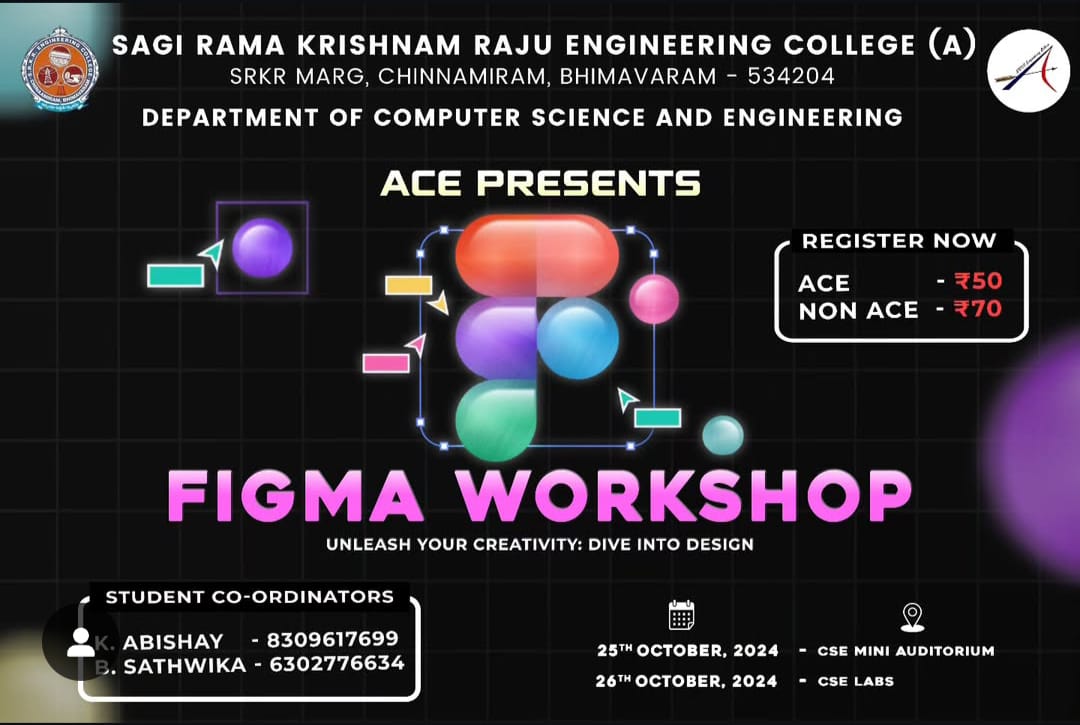 SAGI RAMA KRISHNAM RAJU ENGINEERING COLLEGE (A)
SRKR MARG, CHINNAMIRAM, BHIMAVARAM - 534204
DEPARTMENT OF COMPUTER SCIENCE AND ENGINEERING
ACE PRESENTS
REGISTER NOW
ACE - ₹50
NON ACE - ₹70
FIGMA WORKSHOP
UNLEASH YOUR CREATIVITY: DIVE INTO DESIGN
STUDENT CO-ORDINATORS
K. ABISHAY - 8309617699
B. SATHWIKA - 6302776634
25TH OCTOBER, 2024 - CSE MINI AUDITORIUM
26TH OCTOBER, 2024 - CSE LABS